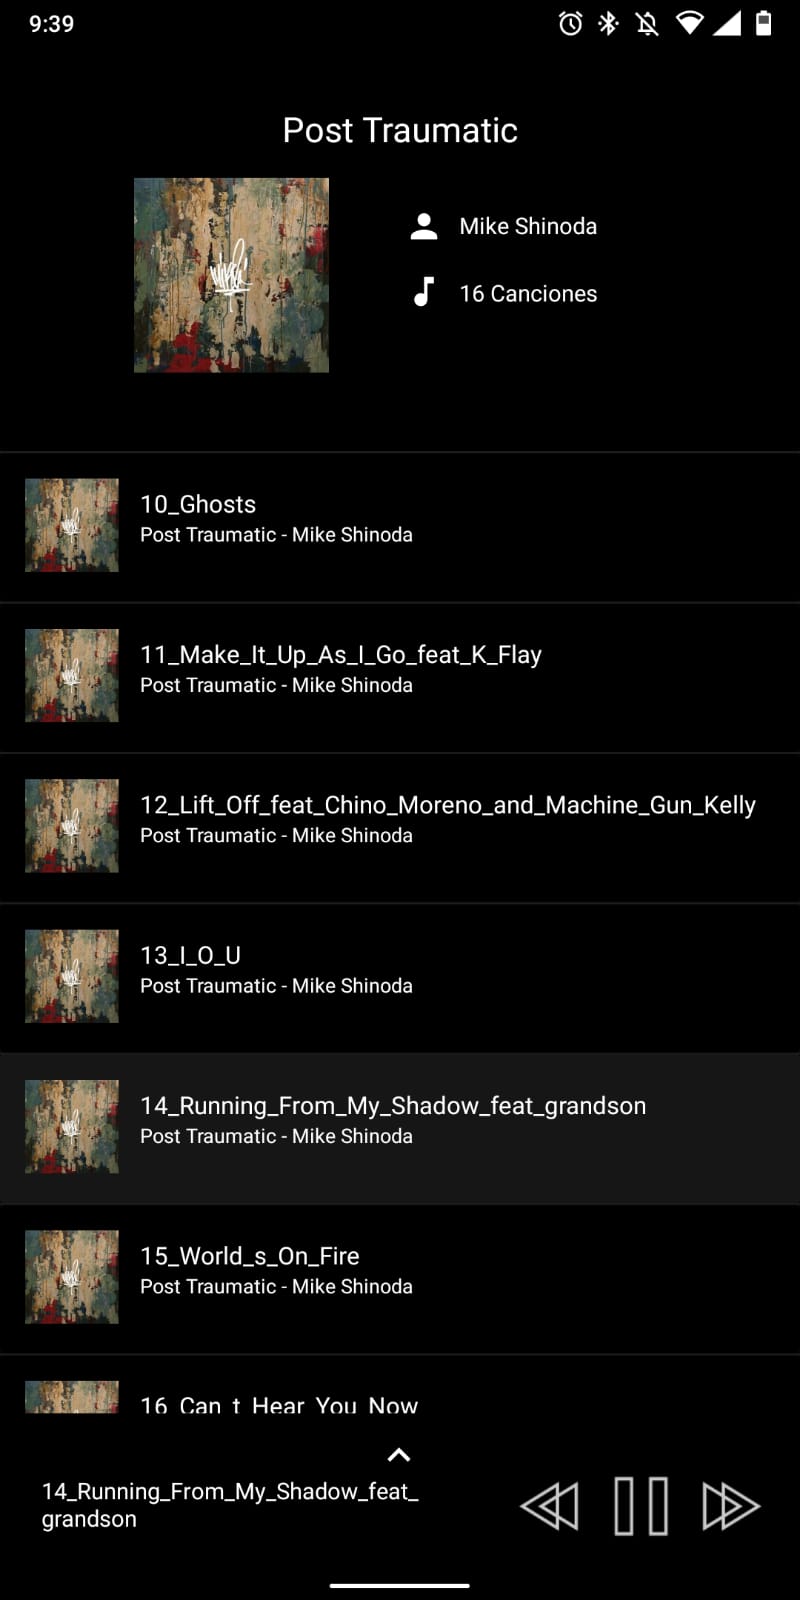 9:39
Post Traumatic
Mike Shinoda
16 Canciones
10_Ghosts
Post Traumatic - Mike Shinoda
11_Make_It_Up_As_I_Go_feat_K_Flay
Post Traumatic - Mike Shinoda
12_Lift_Off_feat_Chino_Moreno_and_Machine_Gun_Kelly
Post Traumatic - Mike Shinoda
13_I_O_U
Post Traumatic - Mike Shinoda
14_Running_From_My_Shadow_feat_grandson
Post Traumatic - Mike Shinoda
15_World_s_On_Fire
Post Traumatic - Mike Shinoda
16_Can_t_Hear_You_Now
14_Running_From_My_Shadow_feat_
grandson